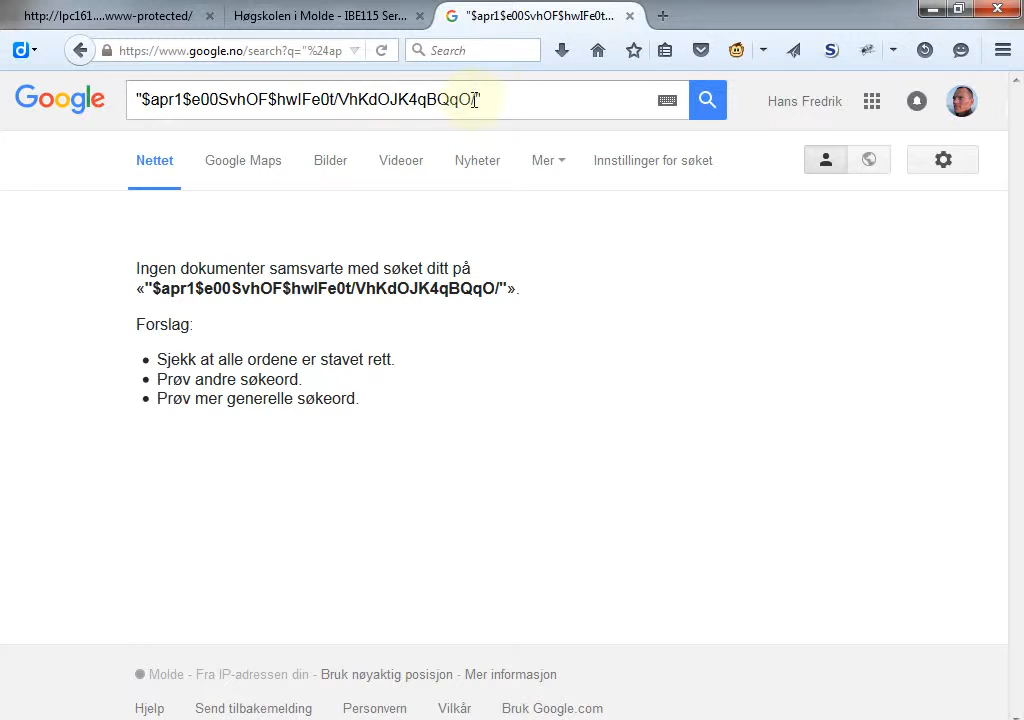 http://lpc161....www-protected/
Høgskolen i Molde - IBE115 Ser...
"$apr1$e00SvhOF$hwlFe0t...
https://www.google.no/search?q="%24ap
Search
Google
"$apr1$e00SvhOF$hwlFe0t/VhKdOJK4qBQqO/"
Hans Fredrik
Nettet
Google Maps
Bilder
Videoer
Nyheter
Mer
Innstillinger for søket
Ingen dokumenter samsvarte med søket ditt på
«"$apr1$e00SvhOF$hwlFe0t/VhKdOJK4qBQqO/"».
Forslag:
Sjekk at alle ordene er stavet rett.
Prøv andre søkeord.
Prøv mer generelle søkeord.
Molde - Fra IP-adressen din - Bruk nøyaktig posisjon - Mer informasjon
Hjelp
Send tilbakemelding
Personvern
Vilkår
Bruk Google.com